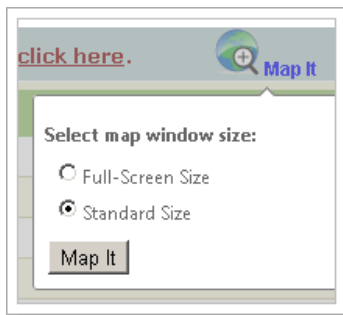 click here. Map It
Select map window size:
Full-Screen Size
Standard Size
Map It